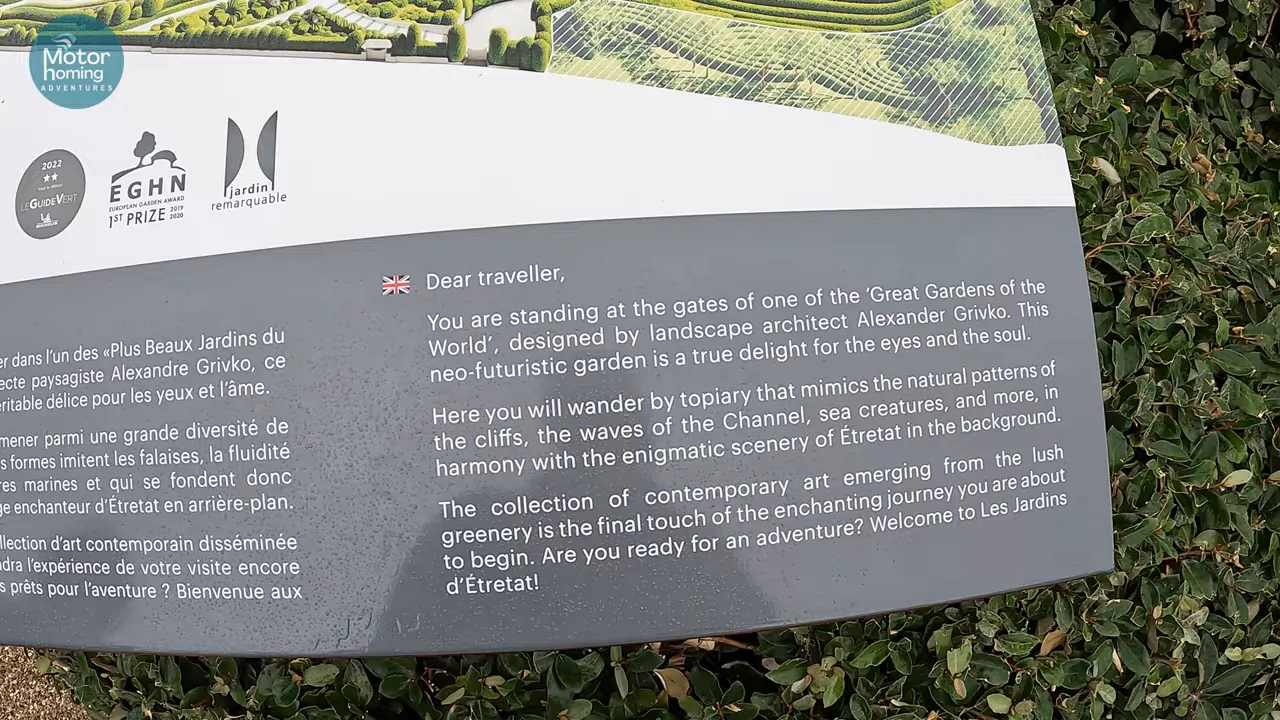 Motor
homing
ADVENTURES
2022
LEGUIDEVERT
MICHELIN
EGHN
EUROPEAN GARDEN AWARD
1ST PRIZE 2019 2020
jardin
remarquable
er dans l'un des «Plus Beaux Jardins du
ecte paysagiste Alexandre Grivko, ce
éritable délice pour les yeux et l'âme.
mener parmi une grande diversité de
s formes imitent les falaises, la fluidité
res marines et qui se fondent donc
ge enchanteur d'Étretat en arrière-plan.
llection d'art contemporain disséminée
ndra l'expérience de votre visite encore
s prêts pour l'aventure ? Bienvenue aux
Dear traveller,
You are standing at the gates of one of the 'Great Gardens of the
World', designed by landscape architect Alexander Grivko. This
neo-futuristic garden is a true delight for the eyes and the soul.
Here you will wander by topiary that mimics the natural patterns of
the cliffs, the waves of the Channel, sea creatures, and more, in
harmony with the enigmatic scenery of Étretat in the background.
The collection of contemporary art emerging from the lush
greenery is the final touch of the enchanting journey you are about
to begin. Are you ready for an adventure? Welcome to Les Jardins
d'Étretat!